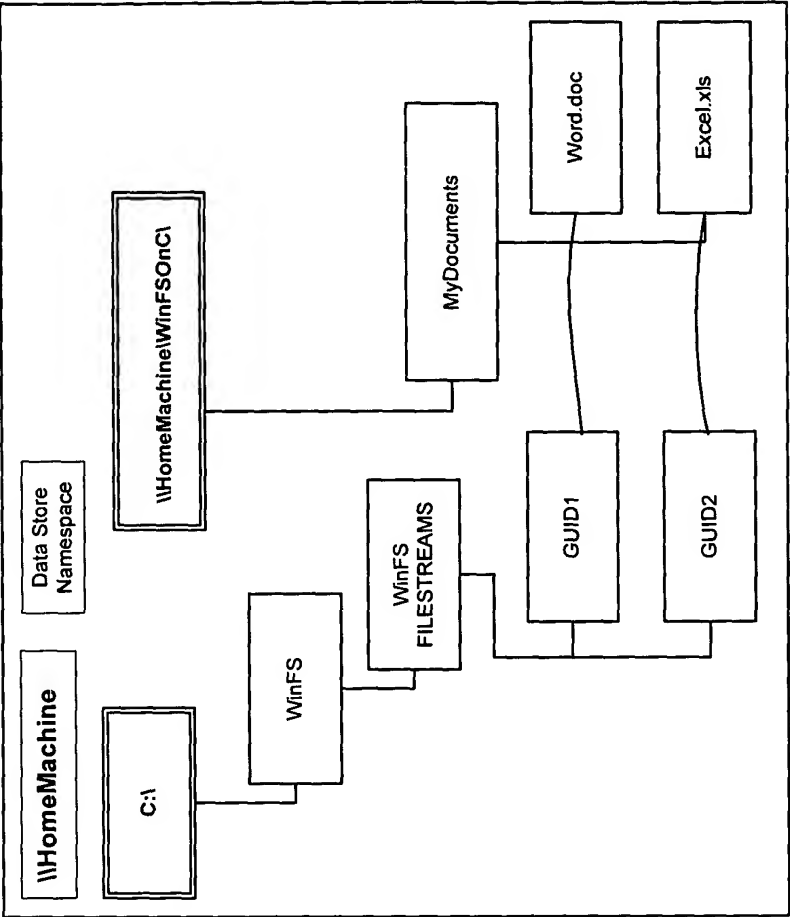 \\HomeMachine
Data Store
Namespace
C:\
\\HomeMachine\WinFSOnC\
WinFS
WinFS
FILESTREAMS
MyDocuments
GUID1
Word.doc
GUID2
Excel.xls